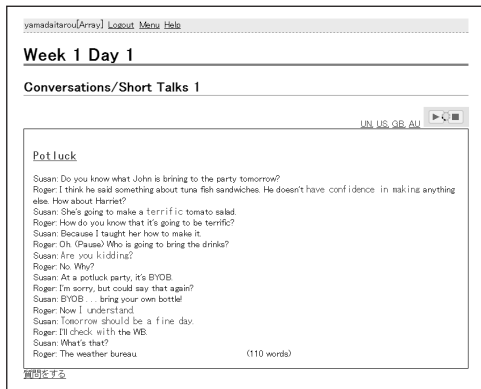 yamadaitarou[Array] Logout Menu Help
Week 1 Day 1
Conversations/Short Talks 1
UN, US, GB, AU
Potluck
Susan: Do you know what John is brining to the party tomorrow?
Roger: I think he said something about tuna fish sandwiches. He doesn't have confidence in making anything
else. How about Harriet?
Susan: She's going to make a terrific tomato salad.
Roger: How do you know that it's going to be terrific?
Susan: Because I taught her how to make it.
Roger: Oh. (Pause) Who is going to bring the drinks?
Susan: Are you kidding?
Roger: No. Why?
Susan: At a potluck party, it's BYOB.
Roger: I'm sorry, but could say that again?
Susan: BYOB . . . bring your own bottle!
Roger: Now I understand.
Susan: Tomorrow should be a fine day.
Roger: I'll check with the WB.
Susan: What's that?
Roger: The weather bureau. (110 words)
質問をする